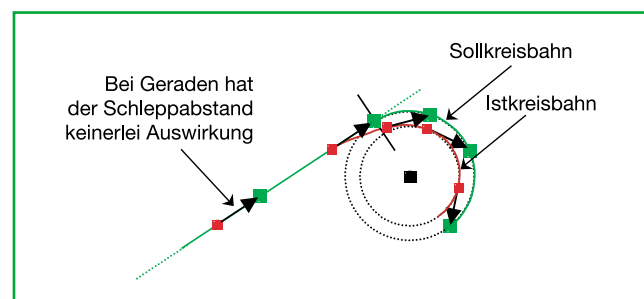 Bei Geraden hat
der Schleppabstand
keinerlei Auswirkung
Sollkreisbahn
Istkreisbahn